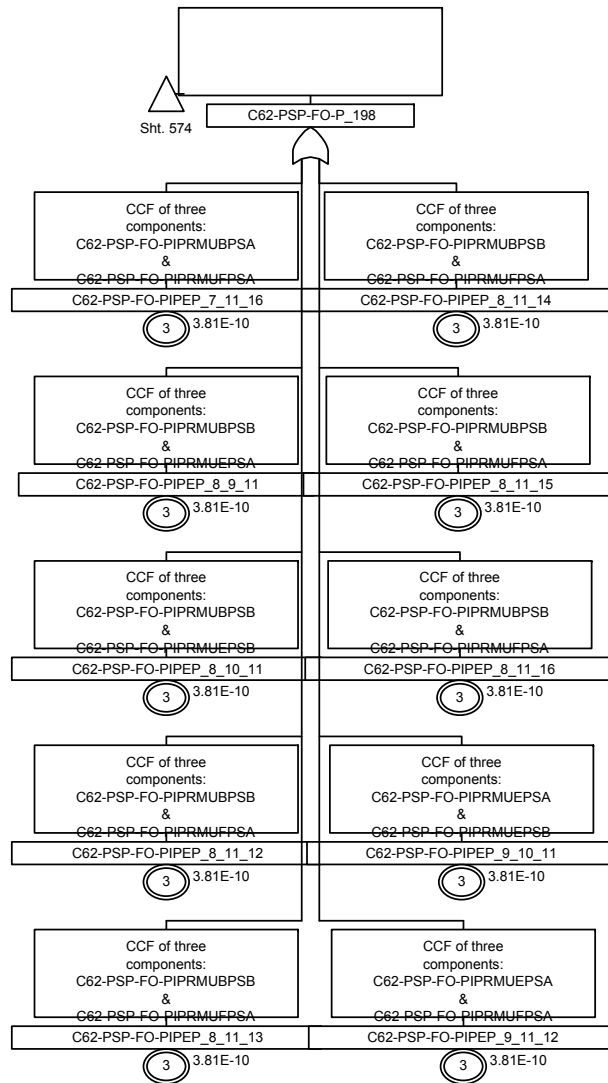 Sht. 574
C62-PSP-FO-P_198
CCF of three
components:
C62-PSP-FO-PIPRMUBPSA
&
C62-PSP-FO-PIPRMUFPSA
C62-PSP-FO-PIPEP_7_11_16
3
3.81E-10
CCF of three
components:
C62-PSP-FO-PIPRMUBPSB
&
C62-PSP-FO-PIPRMUFPSA
C62-PSP-FO-PIPEP_8_11_14
3
3.81E-10
CCF of three
components:
C62-PSP-FO-PIPRMUBPSB
&
C62-PSP-FO-PIPRMUEPSA
C62-PSP-FO-PIPEP_8_9_11
3
3.81E-10
CCF of three
components:
C62-PSP-FO-PIPRMUBPSB
&
C62-PSP-FO-PIPRMUFPSA
C62-PSP-FO-PIPEP_8_11_15
3
3.81E-10
CCF of three
components:
C62-PSP-FO-PIPRMUBPSB
&
C62-PSP-FO-PIPRMUEPSB
C62-PSP-FO-PIPEP_8_10_11
3
3.81E-10
CCF of three
components:
C62-PSP-FO-PIPRMUBPSB
&
C62-PSP-FO-PIPRMUFPSA
C62-PSP-FO-PIPEP_8_11_16
3
3.81E-10
CCF of three
components:
C62-PSP-FO-PIPRMUBPSB
&
C62-PSP-FO-PIPRMUFPSA
C62-PSP-FO-PIPEP_8_11_12
3
3.81E-10
CCF of three
components:
C62-PSP-FO-PIPRMUEPSA
&
C62-PSP-FO-PIPRMUEPSB
C62-PSP-FO-PIPEP_9_10_11
3
3.81E-10
CCF of three
components:
C62-PSP-FO-PIPRMUBPSB
&
C62-PSP-FO-PIPRMUFPSA
C62-PSP-FO-PIPEP_8_11_13
3
3.81E-10
CCF of three
components:
C62-PSP-FO-PIPRMUEPSA
&
C62-PSP-FO-PIPRMUFPSA
C62-PSP-FO-PIPEP_9_11_12
3
3.81E-10